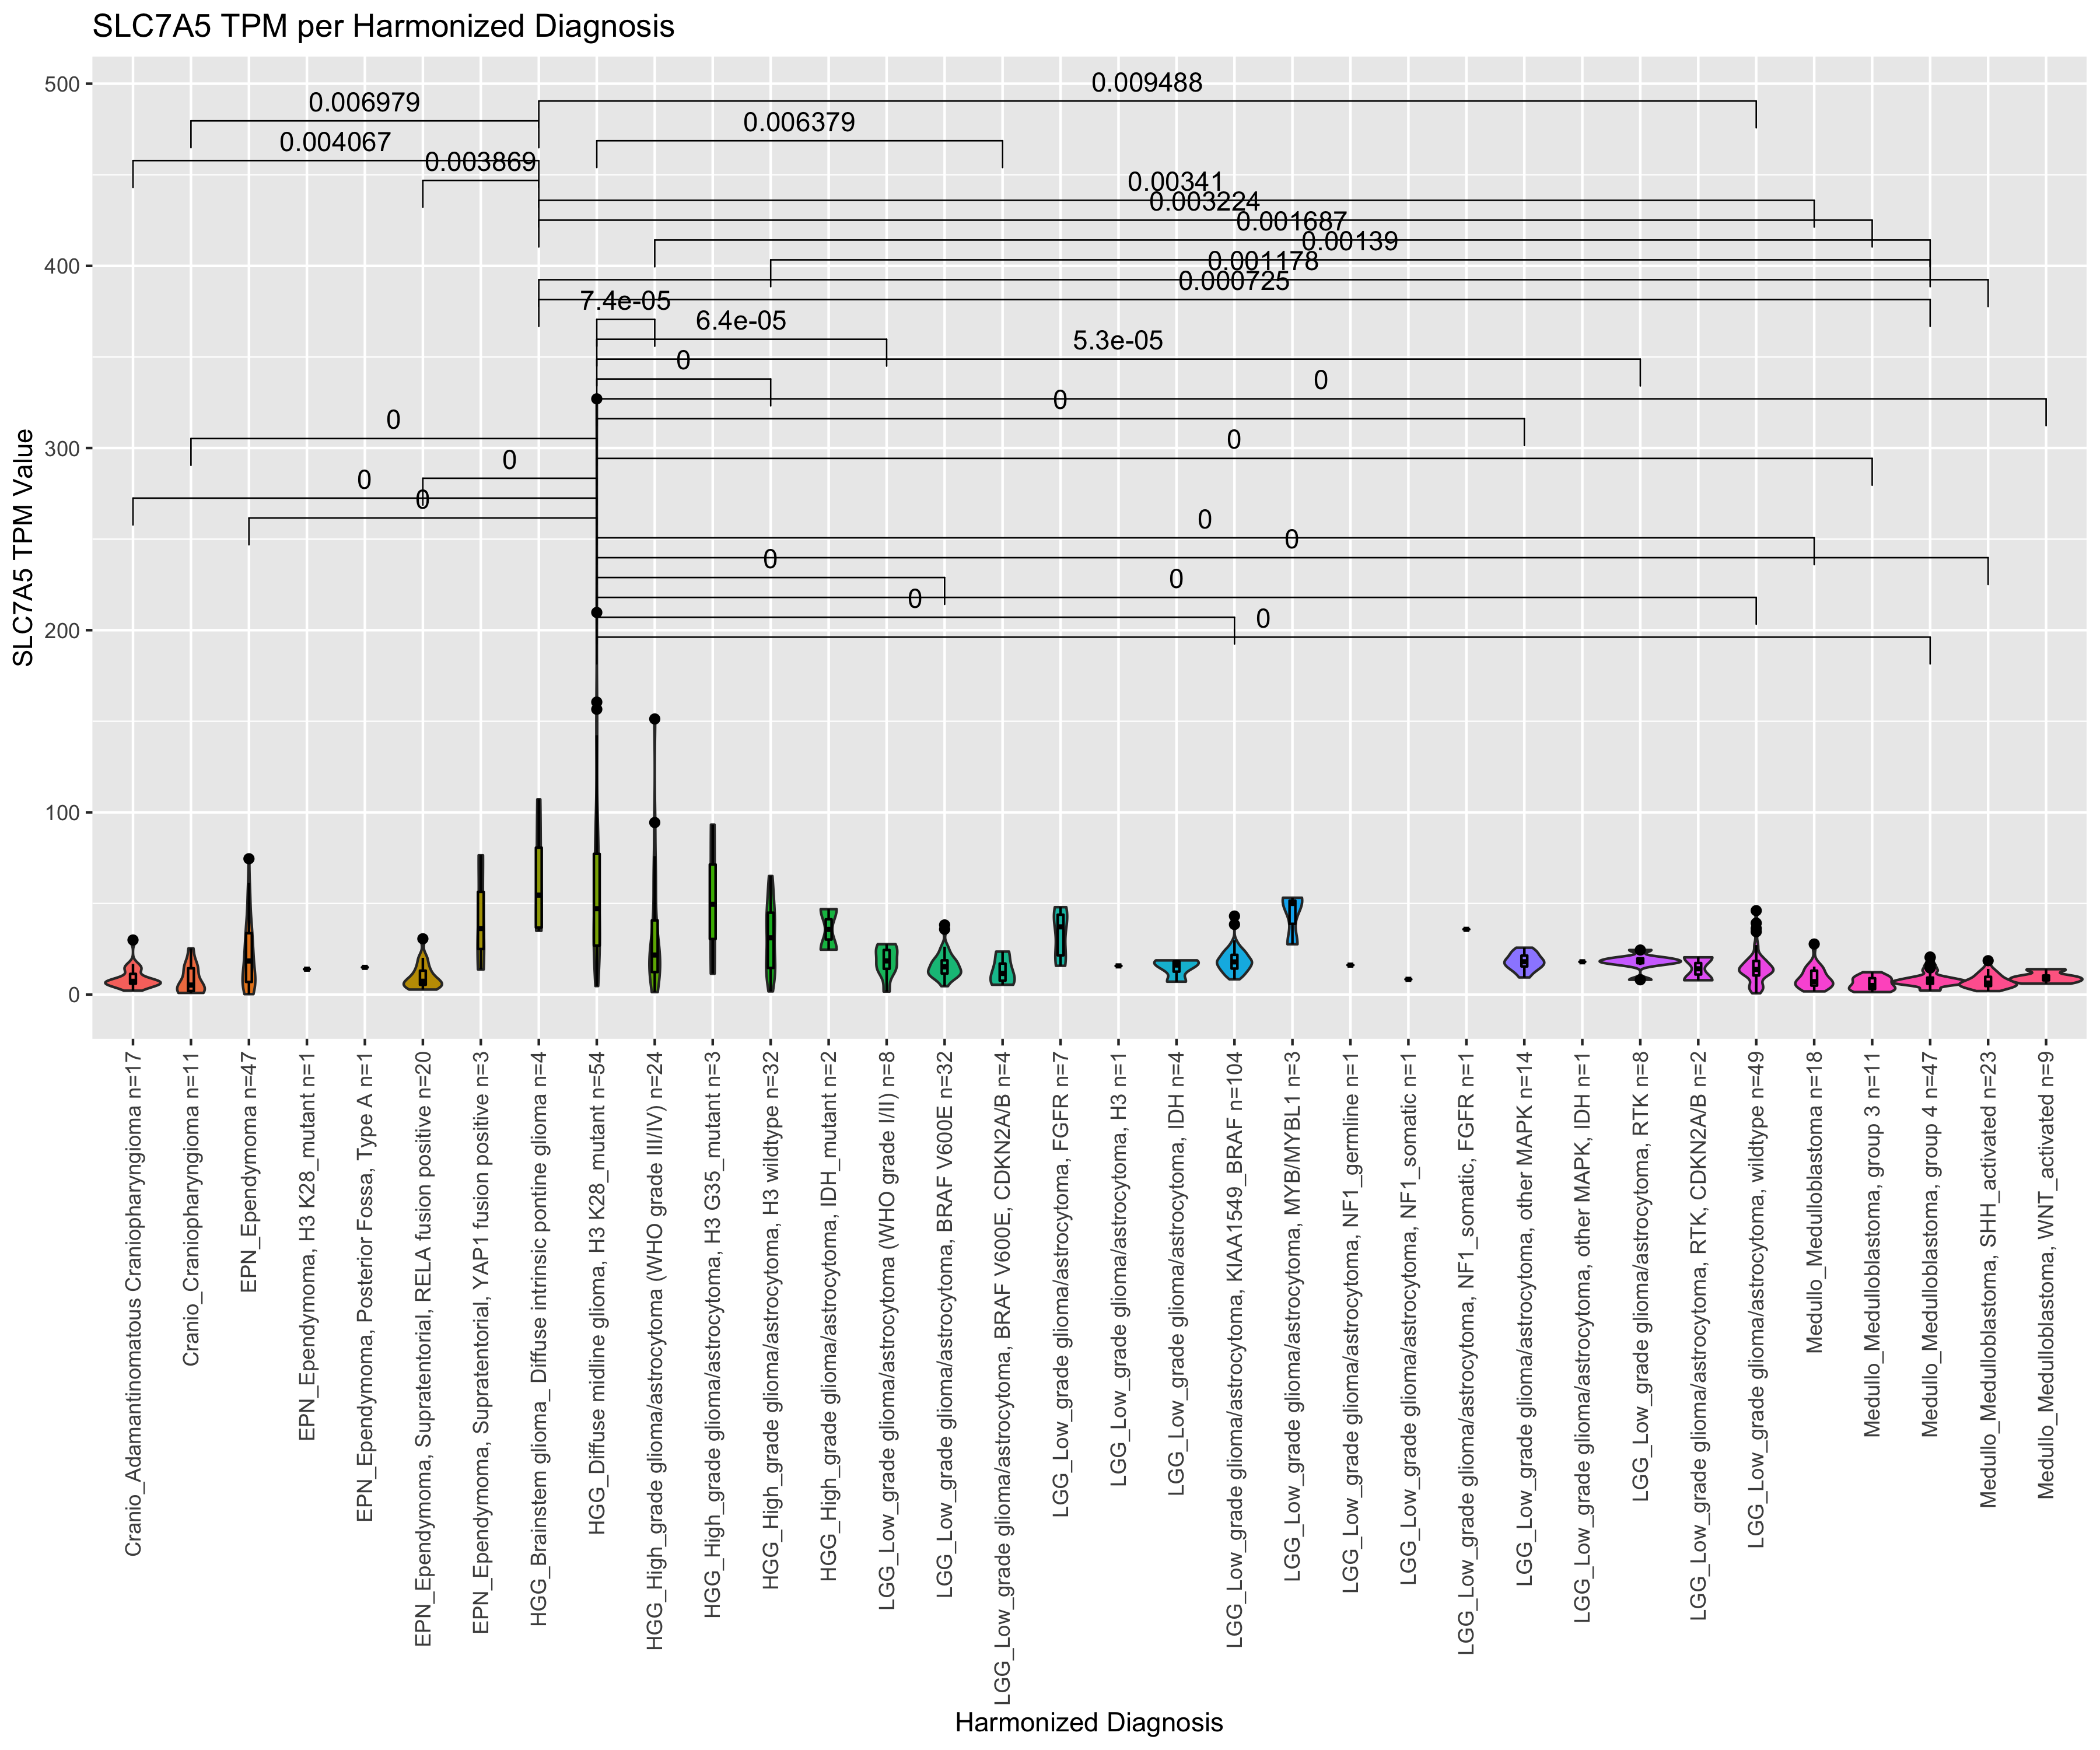 SLC7A5 TPM per Harmonized Diagnosis
500
0.009488
0.006979
0.006379
0.004067
0.003869
0.00341
0.003224
0.001687
0.00139
400
0.001178
0.000725
7.4e-05
6.4e-05
5.3e-05
0
0
0
0
300
0
0
0
0
0
0
0
0
0
200
0
100
0
SLC7A5 TPM Value
Cranio_Adamantinomatous Craniopharyngioma n=17
Cranio_Craniopharyngioma n=11
EPN_Ependymoma n=47
EPN_Ependymoma, H3 K28_mutant n=1
EPN_Ependymoma, Posterior Fossa, Type A n=1
EPN_Ependymoma, Supratentorial, RELA fusion positive n=20
EPN_Ependymoma, Supratentorial, YAP1 fusion positive n=3
HGG_Brainstem glioma_ Diffuse intrinsic pontine glioma n=4
HGG_Diffuse midline glioma, H3 K28_mutant n=54
HGG_High_grade glioma/astrocytoma (WHO grade III/IV) n=24
HGG_High_grade glioma/astrocytoma, H3 G35_mutant n=3
HGG_High_grade glioma/astrocytoma, H3 wildtype n=32
HGG_High_grade glioma/astrocytoma, IDH_mutant n=2
LGG_Low_grade glioma/astrocytoma (WHO grade I/II) n=8
LGG_Low_grade glioma/astrocytoma, BRAF V600E n=32
LGG_Low_grade glioma/astrocytoma, BRAF V600E, CDKN2A/B n=4
LGG_Low_grade glioma/astrocytoma, FGFR n=7
LGG_Low_grade glioma/astrocytoma, H3 n=1
LGG_Low_grade glioma/astrocytoma, IDH n=4
LGG_Low_grade glioma/astrocytoma, KIAA1549_BRAF n=104
LGG_Low_grade glioma/astrocytoma, MYB/MYBL1 n=3
LGG_Low_grade glioma/astrocytoma, NF1_germline n=1
LGG_Low_grade glioma/astrocytoma, NF1_somatic n=1
LGG_Low_grade glioma/astrocytoma, NF1_somatic, FGFR n=1
LGG_Low_grade glioma/astrocytoma, other MAPK n=14
LGG_Low_grade glioma/astrocytoma, other MAPK, IDH n=1
LGG_Low_grade glioma/astrocytoma, RTK n=8
LGG_Low_grade glioma/astrocytoma, RTK, CDKN2A/B n=2
LGG_Low_grade glioma/astrocytoma, wildtype n=49
Medullo_Medulloblastoma n=18
Medullo_Medulloblastoma, group 3 n=11
Medullo_Medulloblastoma, group 4 n=47
Medullo_Medulloblastoma, SHH_activated n=23
Medullo_Medulloblastoma, WNT_activated n=9
Harmonized Diagnosis